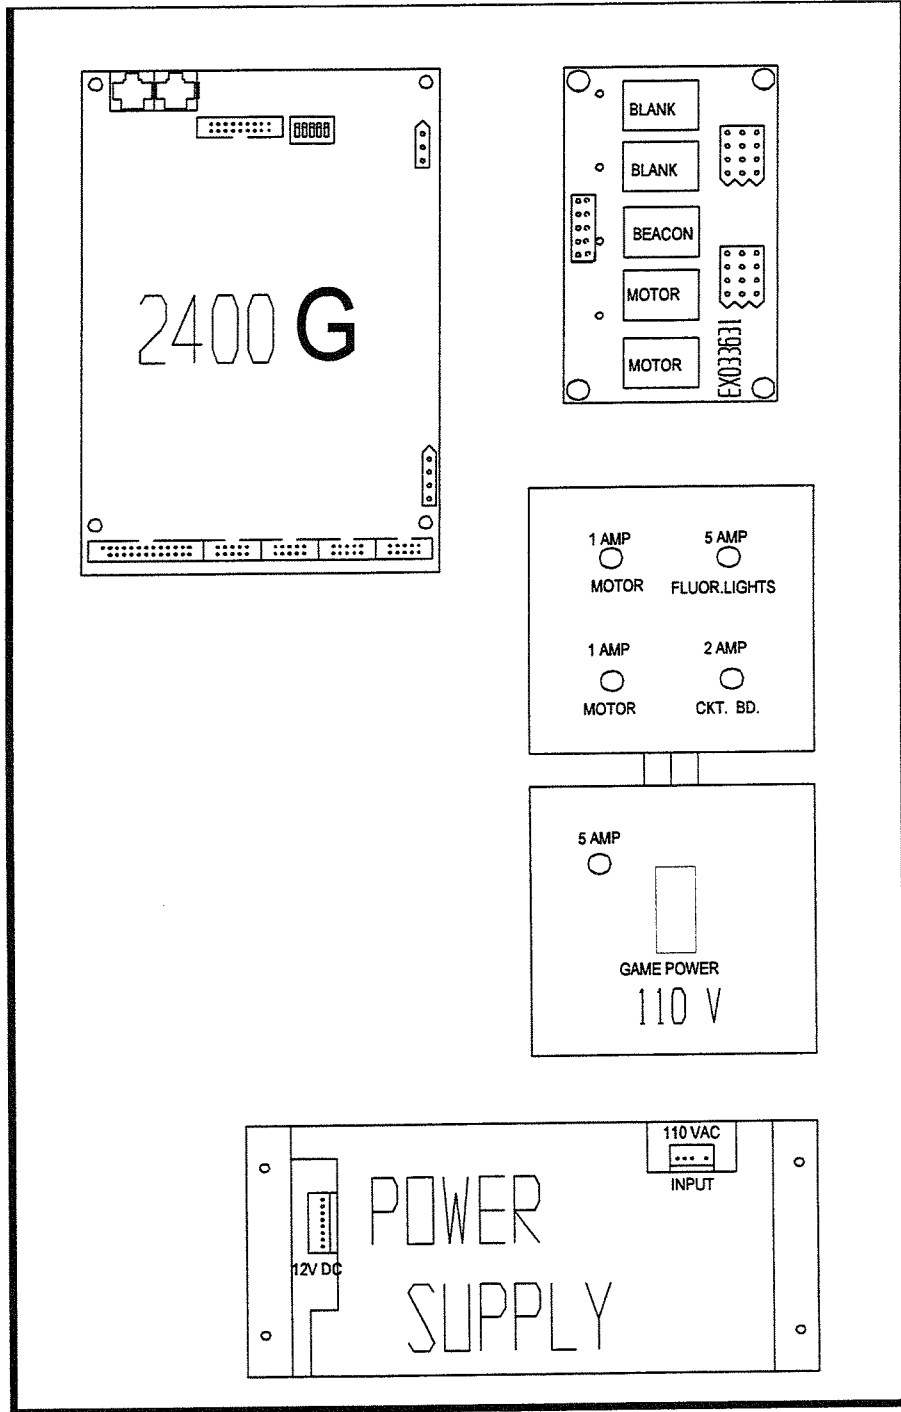 2400 G
BLANK
BLANK
BEACON
MOTOR
MOTOR
EX033631
1 AMP
5 AMP
MOTOR
FLUOR.LIGHTS
1 AMP
2 AMP
MOTOR
CKT. BD.
5 AMP
GAME POWER
110 V
110 VAC
INPUT
12V DC
POWER
SUPPLY